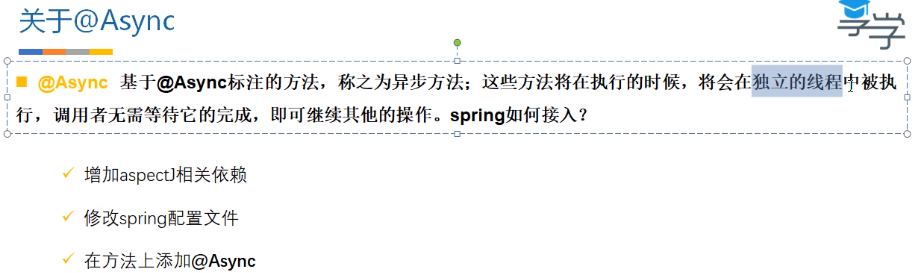 关于@Async
享学
@Async 基于@Async标注的方法，称之为异步方法；这些方法将在执行的时候，将会在独立的线程中被执
行，调用者无需等待它的完成，即可继续其他的操作。spring如何接入？
增加aspectJ相关依赖
修改spring配置文件
在方法上添加@Async